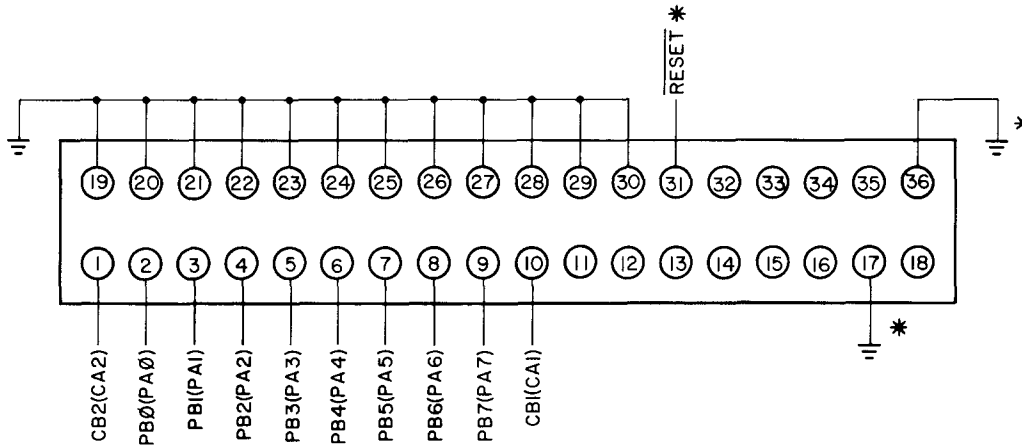 RESET *
*
19 20 21 22 23 24 25 26 27 28 29 30 31 32 33 34 35 36
1 2 3 4 5 6 7 8 9 10 11 12 13 14 15 16 17 18
*
CB2(CA2)
PBØ(PAØ)
PB1(PA1)
PB2(PA2)
PB3(PA3)
PB4(PA4)
PB5(PA5)
PB6(PA6)
PB7(PA7)
CB1(CA1)